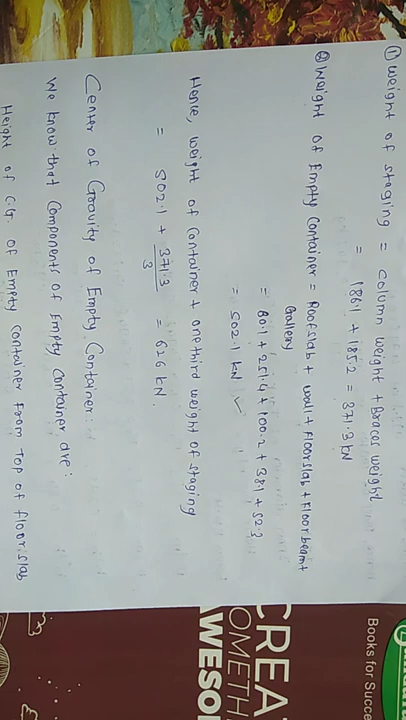 ① Weight of staging = Column weight + Braces weight
= 186.1 + 185.2 = 371.3 kN
② Weight of Empty Container = Roof slab + wall + Floor slab + Floor beam +
Gallery
= 80.1 + 251.4 + 100.2 + 38.1 + 52.3
= 502.1 kN ✓
Hence, weight of Container + one third weight of staging
= 502.1 + 371.3/3 = 626 kN.
Center of Gravity of Empty Container:
We know that Components of Empty Container are:
Height of C.G. of Empty Container From Top of floor slab
Books for Succe
CREA
OMETH
AWESO